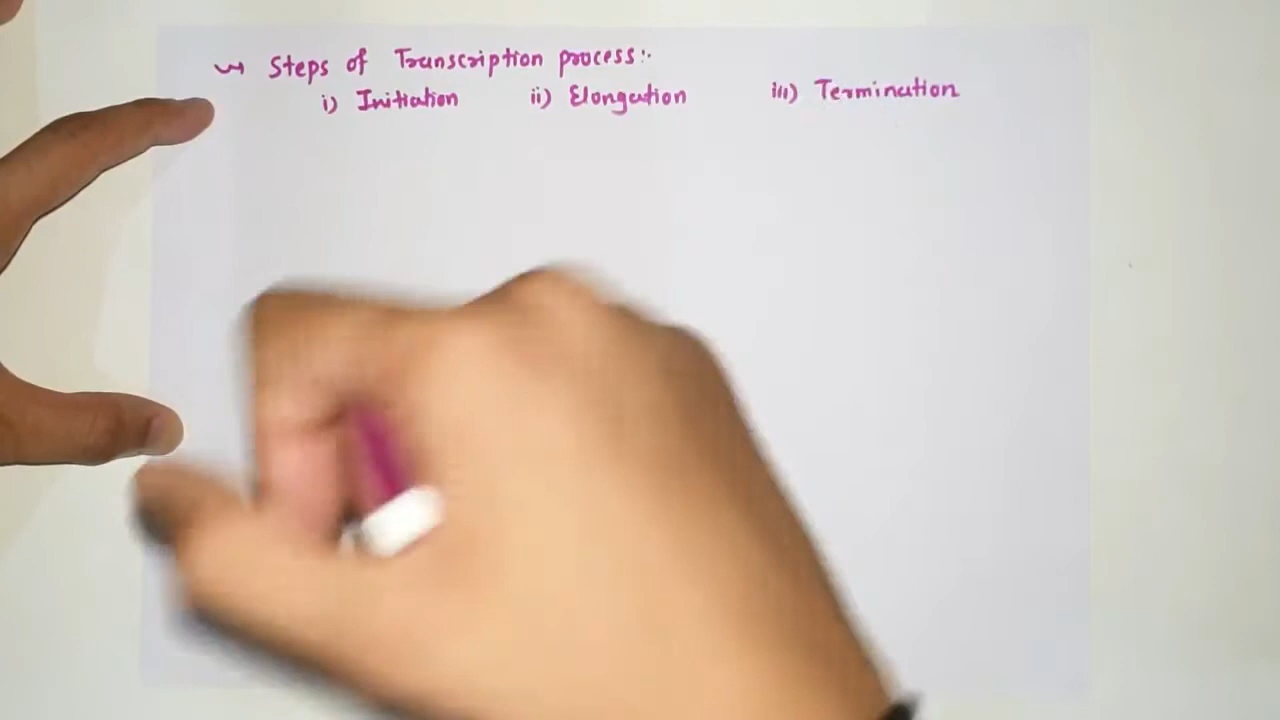 Steps of Transcription process:-
i) Initiation ii) Elongation iii) Termination